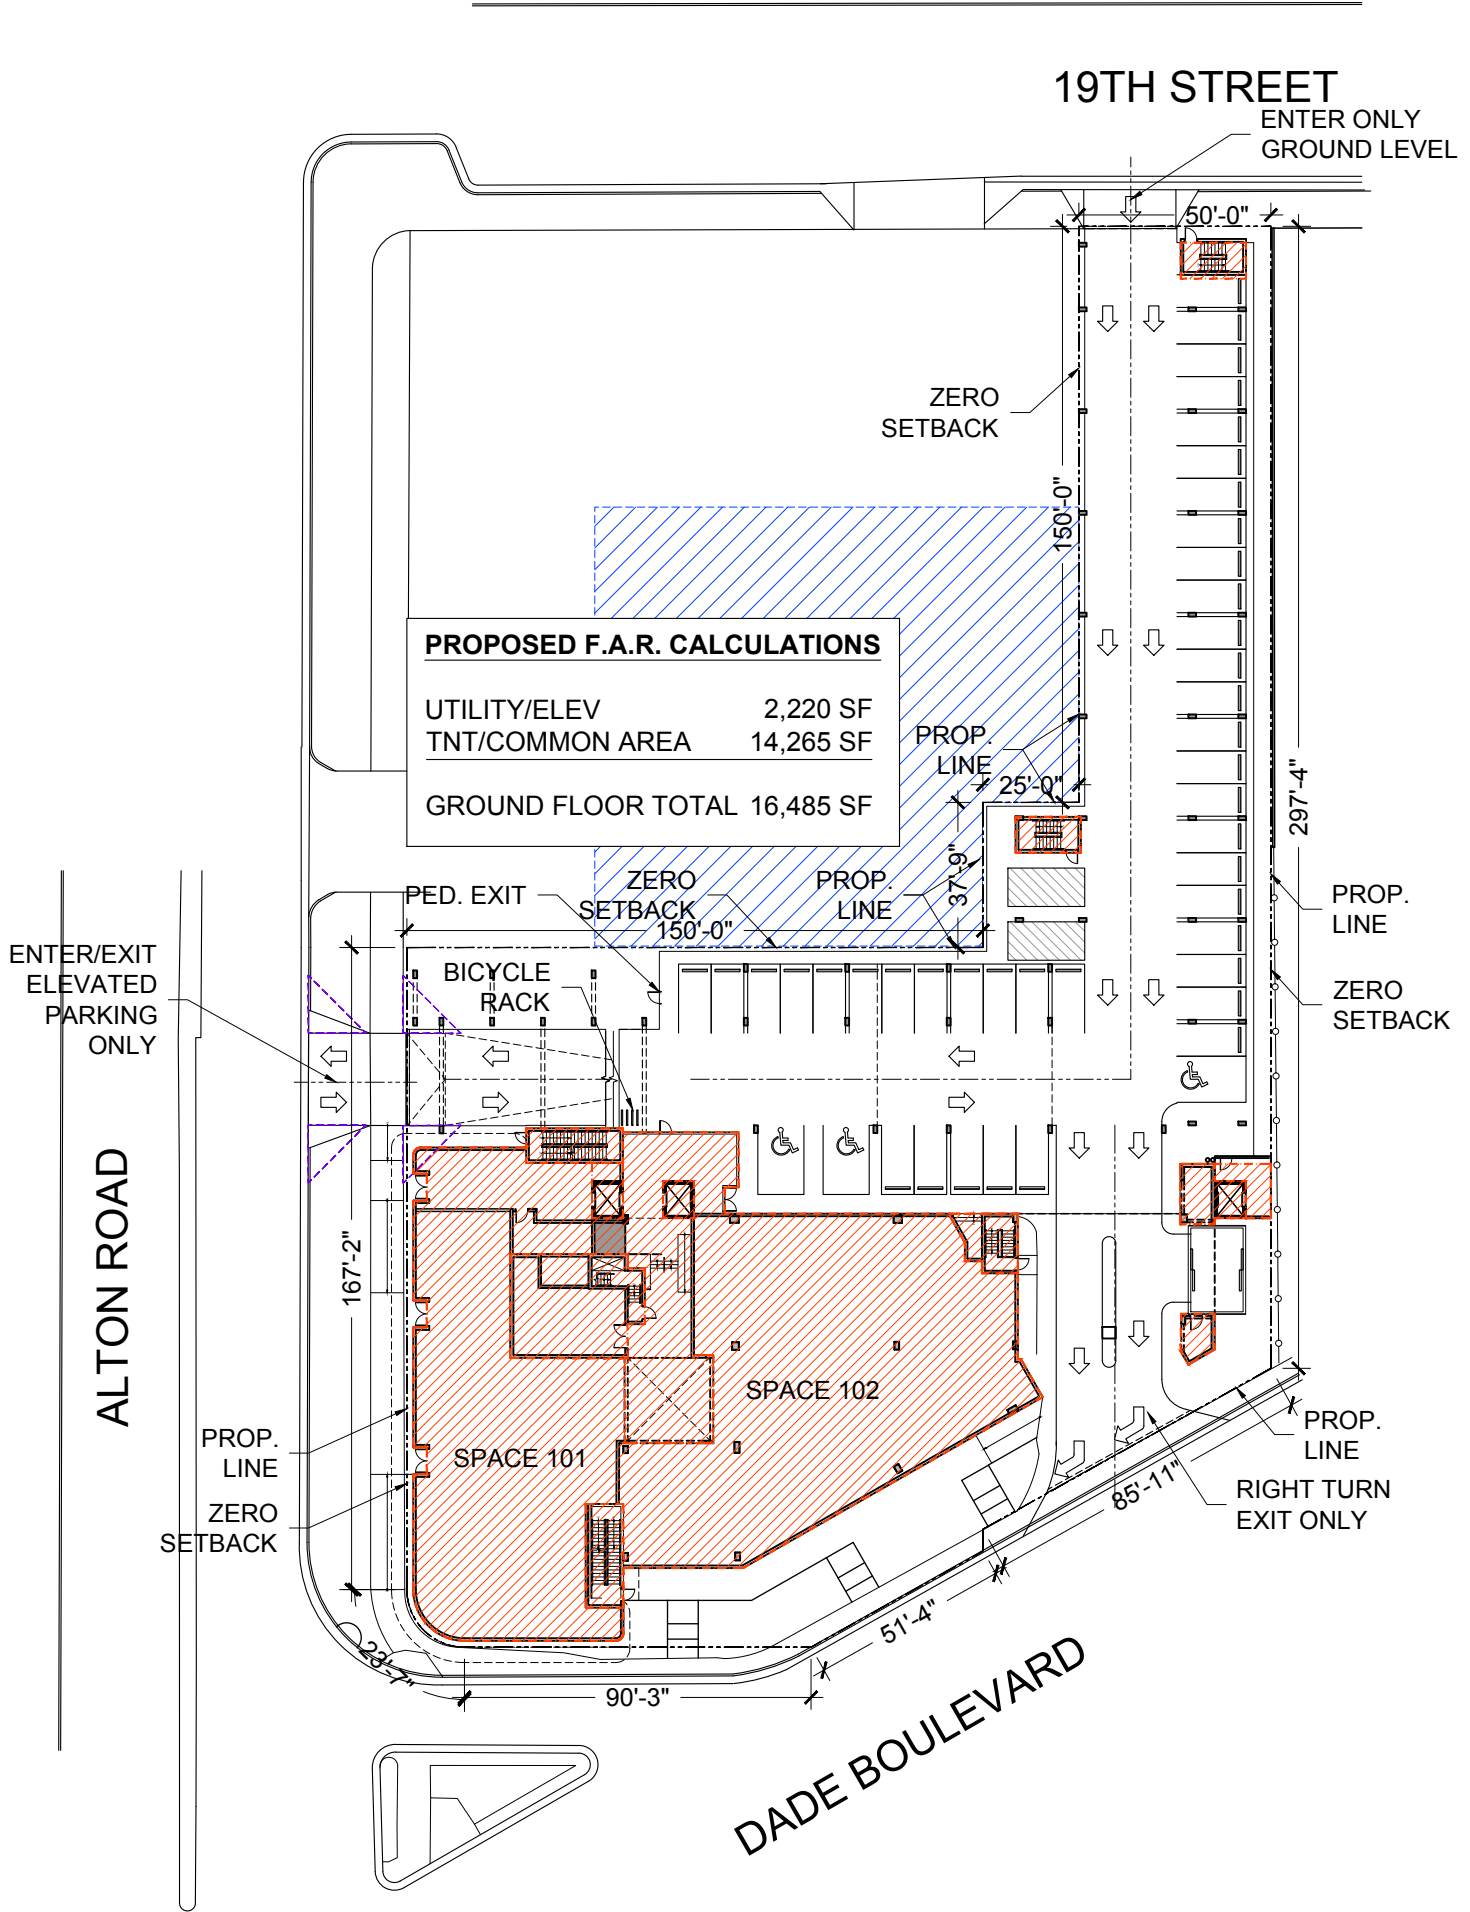 19TH STREET
ENTER ONLY
GROUND LEVEL
50'-0"
ZERO
SETBACK
150'-0"
PROPOSED F.A.R. CALCULATIONS
UTILITY/ELEV 2,220 SF
TNT/COMMON AREA 14,265 SF
GROUND FLOOR TOTAL 16,485 SF
PROP.
LINE
25'-0"
297'-4"
37'-9"
PED. EXIT
ZERO
SETBACK
150'-0"
PROP.
LINE
PROP.
LINE
ENTER/EXIT
ELEVATED
PARKING
ONLY
BICYCLE
RACK
ZERO
SETBACK
ALTON ROAD
167'-2"
SPACE 102
SPACE 101
PROP.
LINE
ZERO
SETBACK
PROP.
LINE
RIGHT TURN
EXIT ONLY
85'-11"
51'-4"
23'-7"
90'-3"
DADE BOULEVARD